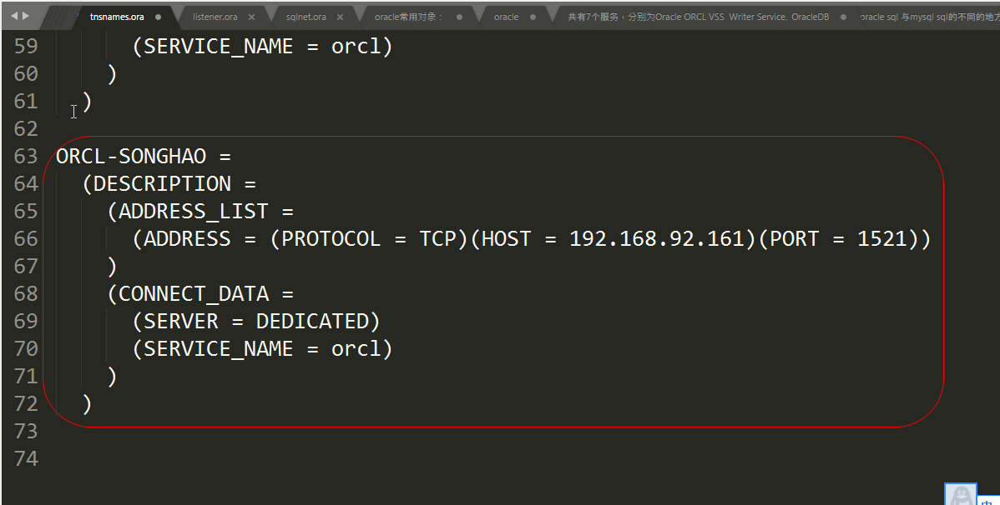 tnsnames.ora
listener.ora
sqlnet.ora
oracle常用对象：
oracle
共有7个服务，分别为Oracle ORCL VSS Writer Service, OracleDB
oracle sql 与mysql sql的不同的地方
59 (SERVICE_NAME = orcl)
60 )
61 )
62
63 ORCL-SONGHAO =
64 (DESCRIPTION =
65 (ADDRESS_LIST =
66 (ADDRESS = (PROTOCOL = TCP)(HOST = 192.168.92.161)(PORT = 1521))
67 )
68 (CONNECT_DATA =
69 (SERVER = DEDICATED)
70 (SERVICE_NAME = orcl)
71 )
72 )
73
74